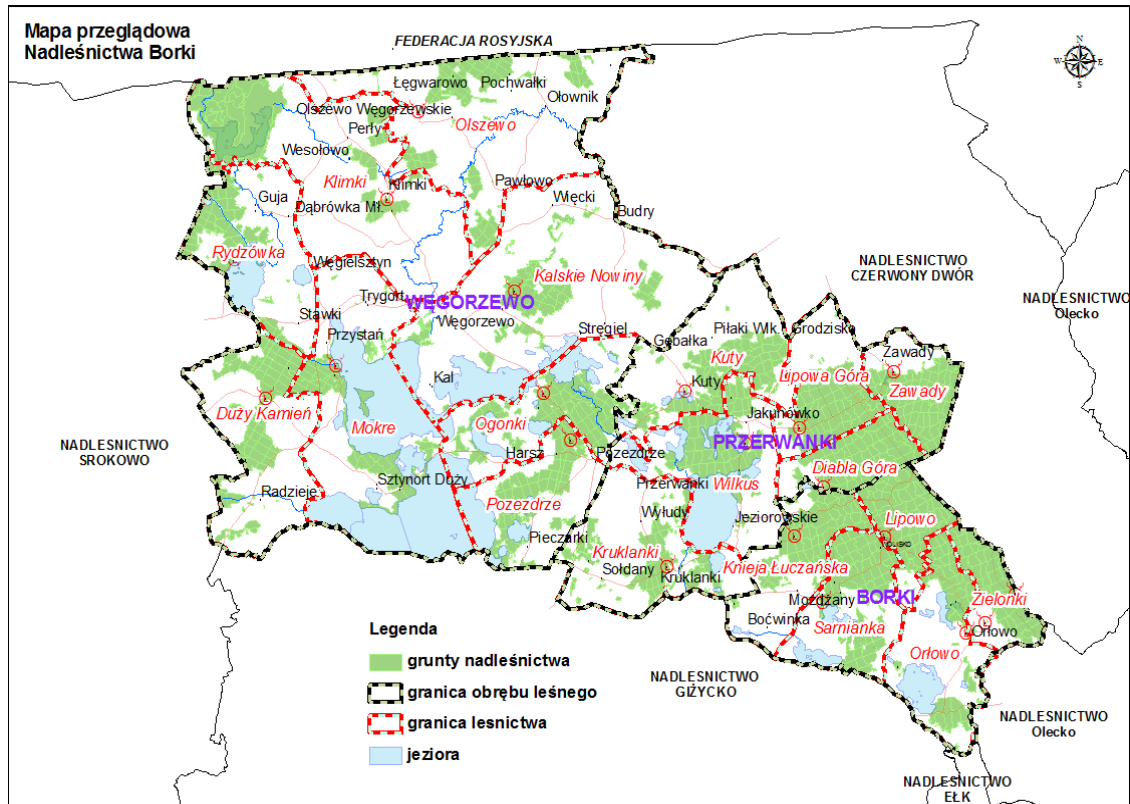 Mapa przeglądowa
Nadleśnictwa Borki
FEDERACJA ROSYJSKA
N
W
E
S
Łęgwarowo
Pochwałki
Ołownik
Olszewo Węgorzewskie
Olszewo
Perły
Wesołowo
Klimki
Klimki
Pawłowo
Guja
Dąbrówka Mł.
Więcki
Budry
Rydzówka
Węgielsztyn
NADLEŚNICTWO
CZERWONY DWÓR
Kalskie Nowiny
Trygort
WĘGORZEWO
NADLEŚNICTWO
Olecko
Stawki
Węgorzewo
Przystań
Stręgiel
Piłaki Wlk.
Grodzisko
Gębałka
Kuty
Zawady
Kal
Lipowa Góra
Kuty
Zawady
Duży Kamień
Mokre
Ogonki
Jakunówko
NADLEŚNICTWO
SROKOWO
PRZERWANKI
Harsz
Pozezdrze
Diabla Góra
Sztynort Duży
Przerwanki
Wilkus
Radzieje
Pozezdrze
Wyłudy
Jeziorowskie
Lipowo
Pieczarki
Kruklanki
Sołdany
Kruklanki
Knieja Łuczańska
Możdżany
BORKI
Zielonki
Boćwinka
Sarnianka
Orłowo
Orłowo
Legenda
grunty nadleśnictwa
granica obrębu leśnego
granica lesnictwa
jeziora
NADLEŚNICTWO
GIŻYCKO
NADLEŚNICTWO
Olecko
NADLEŚNICTWO
EŁK